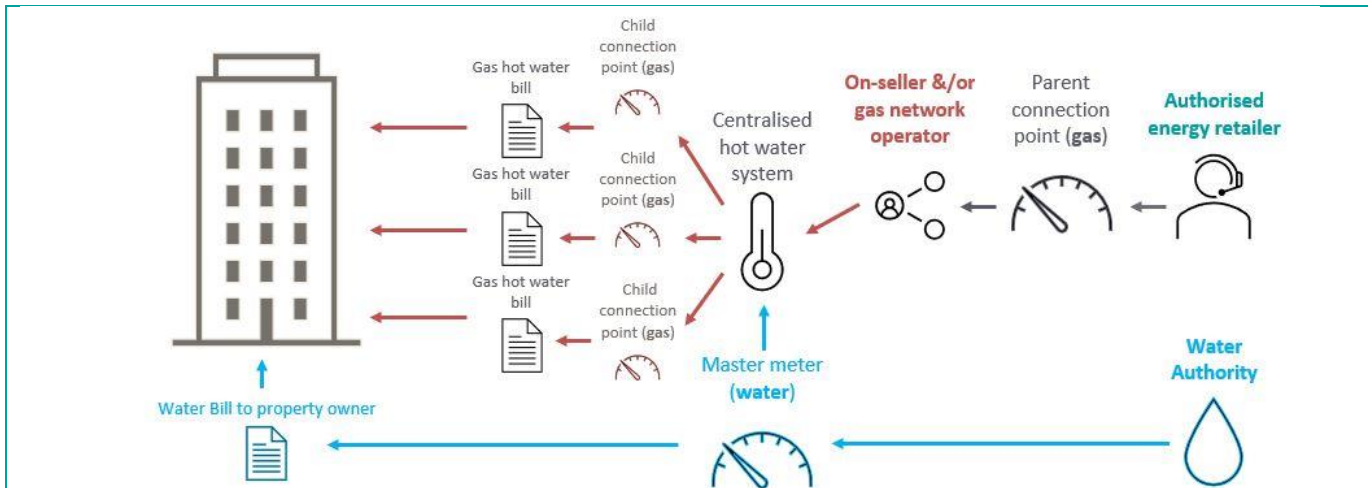 Child
connection
point (gas)
Gas hot water
bill
Child
connection
point (gas)
Gas hot water
bill
Child
connection
point (gas)
Gas hot water
bill
Centralised
hot water
system
On-seller &/or
gas network
operator
Parent
connection
point (gas)
Authorised
energy retailer
Master meter
(water)
Water
Authority
Water Bill to property owner